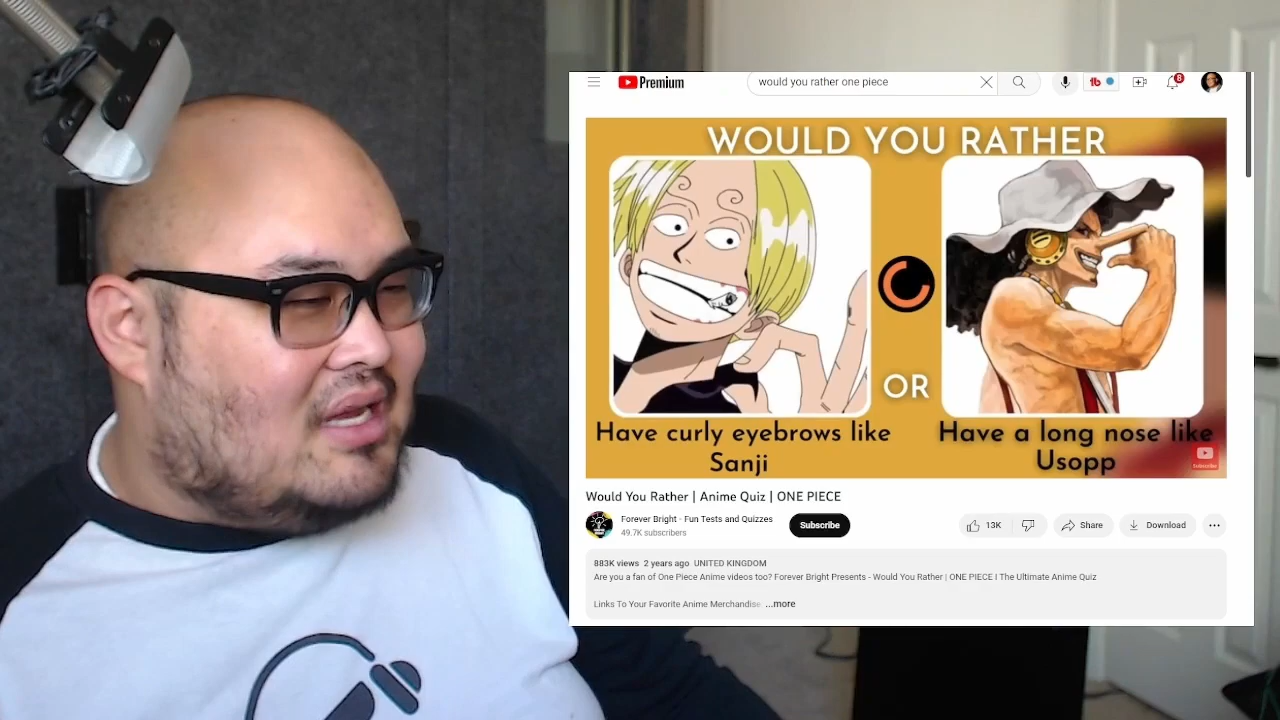 Premium
would you rather one piece
8
tb
WOULD YOU RATHER
OR
Have curly eyebrows like
Sanji
Have a long nose like
Usopp
Subscribe
Would You Rather | Anime Quiz | ONE PIECE
Forever Bright - Fun Tests and Quizzes
49.7K subscribers
Subscribe
13K
Share
Download
883K views 2 years ago UNITED KINGDOM
Are you a fan of One Piece Anime videos too? Forever Bright Presents - Would You Rather | ONE PIECE I The Ultimate Anime Quiz
Links To Your Favorite Anime Merchandise. ...more